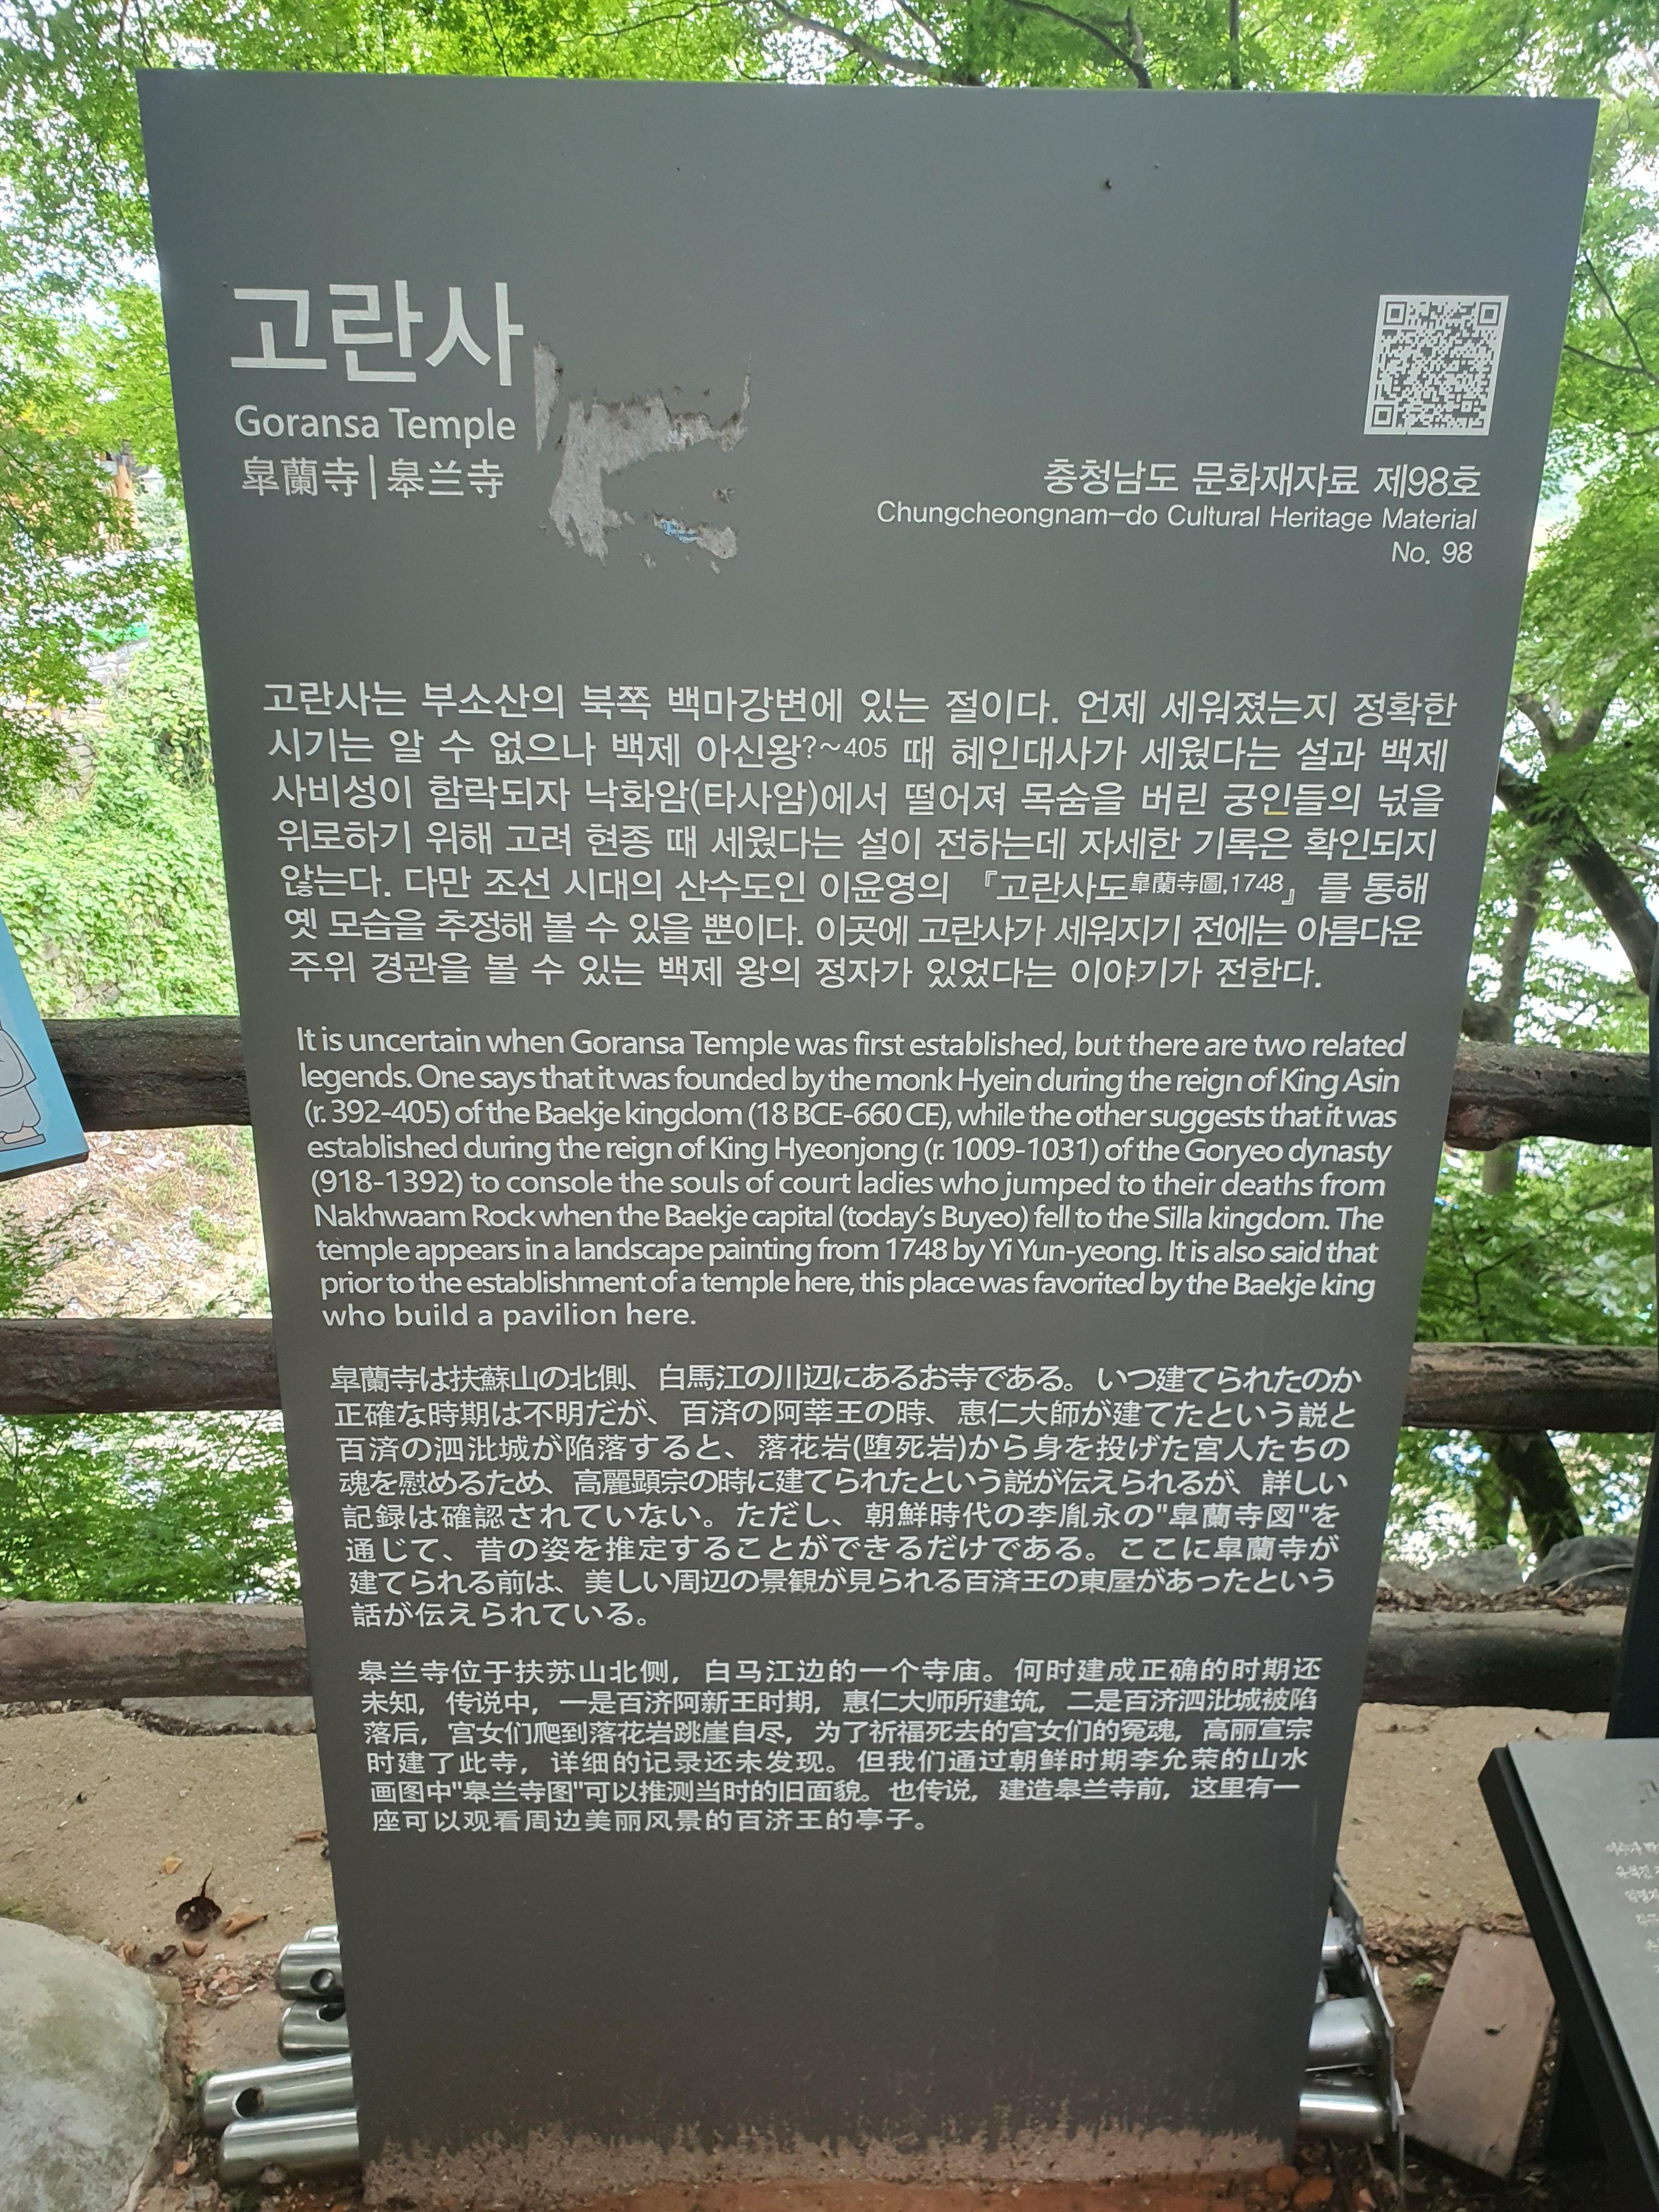 고란사
Goransa Temple
皐蘭寺|皋兰寺
충청남도 문화재자료 제98호
Chungcheongnam-do Cultural Heritage Material
No. 98
고란사는 부소산의 북쪽 백마강변에 있는 절이다. 언제 세워졌는지 정확한
시기는 알 수 없으나 백제 아신왕?~405 때 혜인대사가 세웠다는 설과 백제
사비성이 함락되자 낙화암(타사암)에서 떨어져 목숨을 버린 궁인들의 넋을
위로하기 위해 고려 현종 때 세웠다는 설이 전하는데 자세한 기록은 확인되지
않는다. 다만 조선 시대의 산수도인 이윤영의 『고란사도皐蘭寺圖,1748』를 통해
옛 모습을 추정해 볼 수 있을 뿐이다. 이곳에 고란사가 세워지기 전에는 아름다운
주위 경관을 볼 수 있는 백제 왕의 정자가 있었다는 이야기가 전한다.
It is uncertain when Goransa Temple was first established, but there are two related
legends. One says that it was founded by the monk Hyein during the reign of King Asin
(r. 392-405) of the Baekje kingdom (18 BCE-660 CE), while the other suggests that it was
established during the reign of King Hyeonjong (r. 1009-1031) of the Goryeo dynasty
(918-1392) to console the souls of court ladies who jumped to their deaths from
Nakhwaam Rock when the Baekje capital (today's Buyeo) fell to the Silla kingdom. The
temple appears in a landscape painting from 1748 by Yi Yun-yeong. It is also said that
prior to the establishment of a temple here, this place was favorited by the Baekje king
who build a pavilion here.
皐蘭寺は扶蘇山の北側、白馬江の川辺にあるお寺である。いつ建てられたのか
正確な時期は不明だが、百済の阿莘王の時、恵仁大師が建てたという説と
百済の泗沘城が陥落すると、落花岩(堕死岩)から身を投げた宮人たちの
魂を慰めるため、高麗顕宗の時に建てられたという説が伝えられるが、詳しい
記録は確認されていない。ただし、朝鮮時代の李胤永の"皐蘭寺図"を
通じて、昔の姿を推定することができるだけである。ここに皐蘭寺が
建てられる前は、美しい周辺の景観が見られる百済王の東屋があったという
話が伝えられている。
皋兰寺位于扶苏山北侧，白马江边的一个寺庙。何时建成正确的时期还
未知，传说中，一是百济阿新王时期，惠仁大师所建筑，二是百济泗沘城被陷
落后，宫女们爬到落花岩跳崖自尽，为了祈福死去的宫女们的冤魂，高丽宣宗
时建了此寺，详细的记录还未发现。但我们通过朝鲜时期李允荣的山水
画图中"皋兰寺图"可以推测当时的旧面貌。也传说，建造皋兰寺前，这里有一
座可以观看周边美丽风景的百济王的亭子。